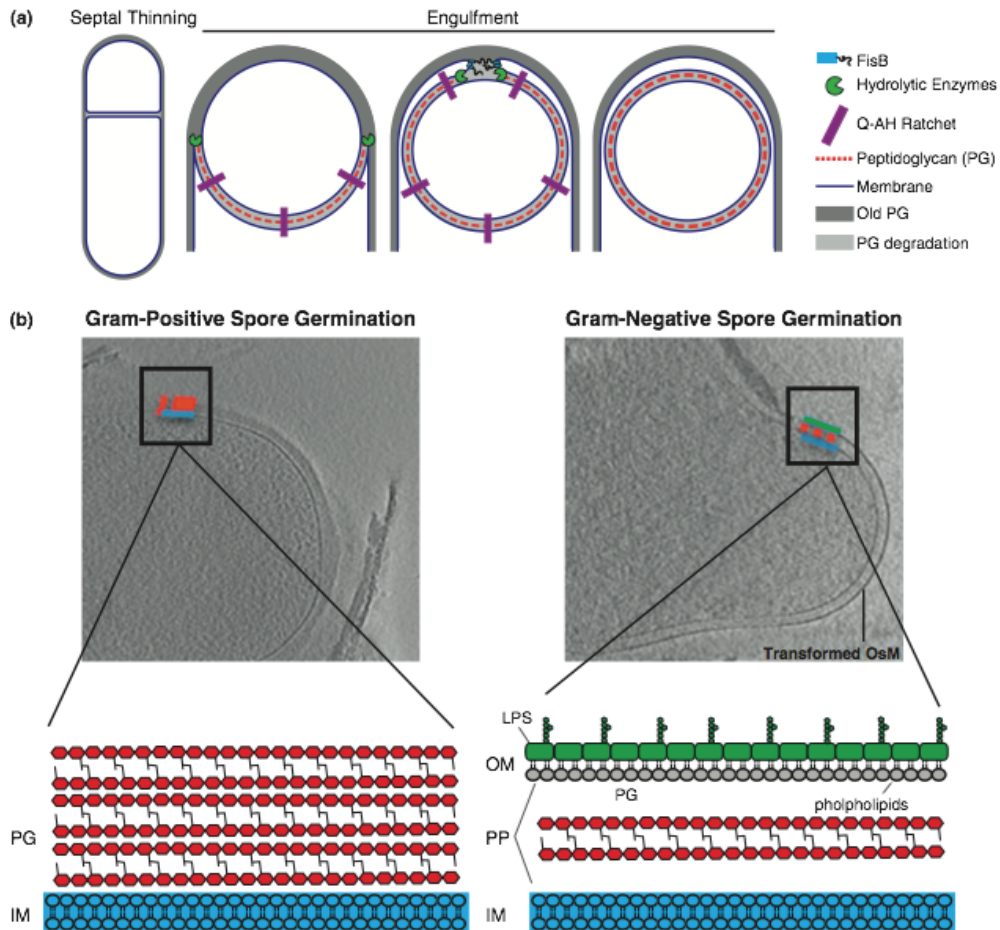 (a)
Septal Thinning
Engulfment
FisB
Hydrolytic Enzymes
Q-AH Ratchet
Peptidoglycan (PG)
Membrane
Old PG
PG degradation
(b)
Gram-Positive Spore Germination
Gram-Negative Spore Germination
Transformed OsM
LPS
OM
PG
pholpholipids
PG
PP
IM
IM